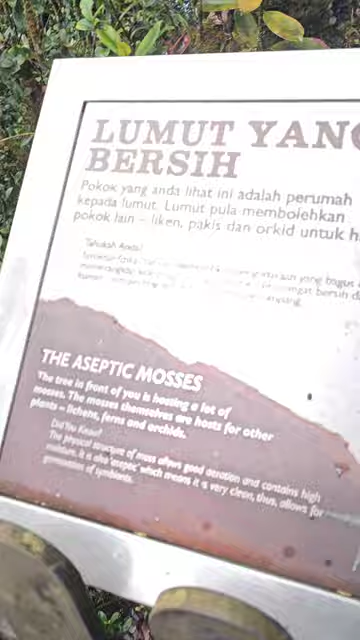 LUMUT YANG
BERSIH
Pokok yang anda lihat ini adalah perumah
kepada lumut. Lumut pula membolehkan
pokok lain – liken, pakis dan orkid untuk
Tahukah Anda?
yang bagus
THE ASEPTIC MOSSES
The tree in front of you is hosting a lot of
mosses. The mosses themselves are hosts for other
plants – lichens, ferns and orchids.
Did You Know?
The physical structure of moss allows good aeration and contains high
moisture. It is also 'aseptic' which means it is very clean, thus, allows for
germination of symbionts.